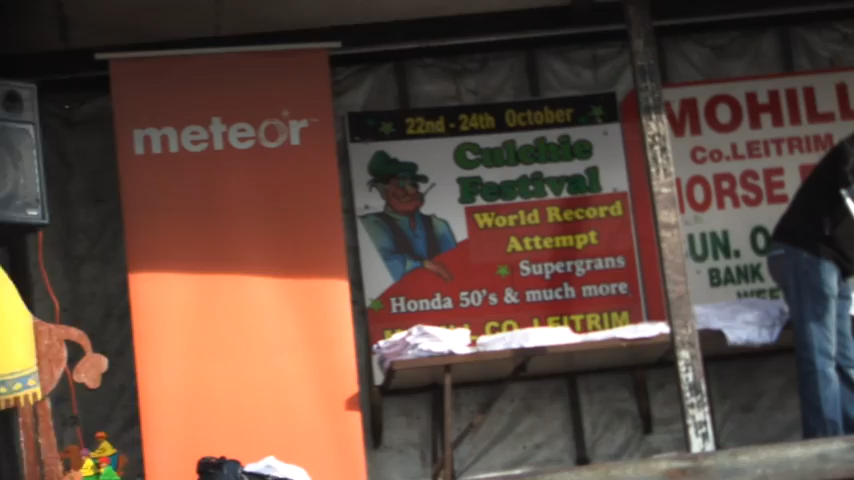 meteor
22nd - 24th October
Culchie
Festival
World Record
Attempt
Supergrans
Honda 50's & much more
CO. LEITRIM
MOHILL
Co.LEITRIM
HORSE
SUN.
BANK